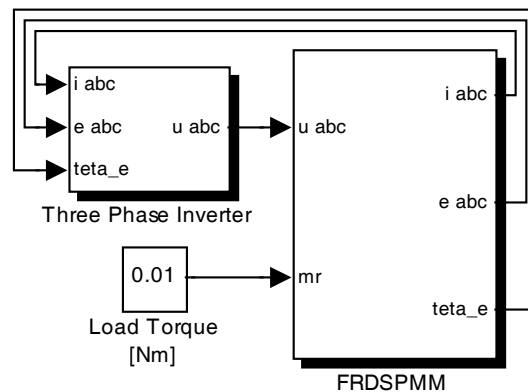 i abc
e abc
teta_e
u abc
Three Phase Inverter
0.01
Load Torque
[Nm]
u abc
mr
i abc
e abc
teta_e
FRDSPMM